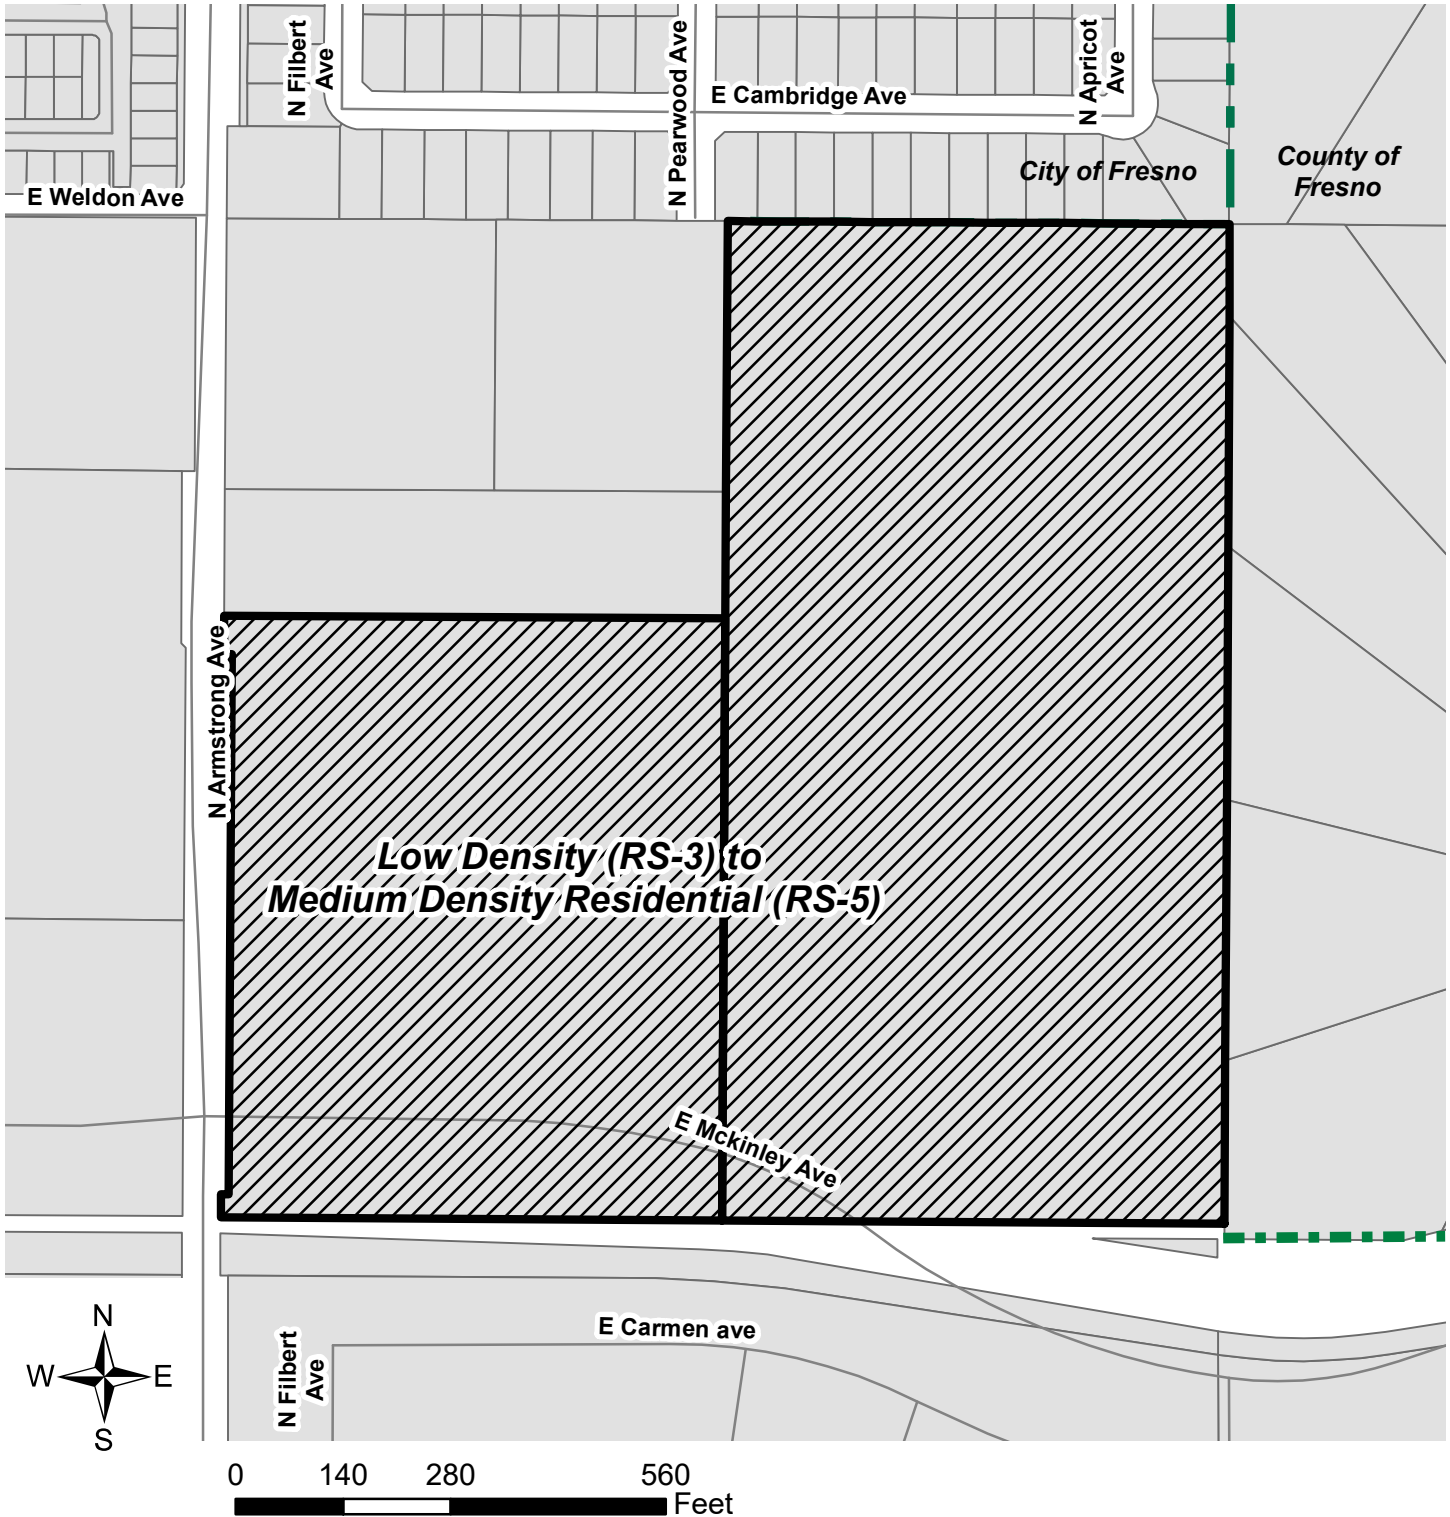 N Filbert
Ave
N Pearwood Ave
E Cambridge Ave
N Apricot
Ave
City of Fresno
County of
Fresno
E Weldon Ave
N Armstrong Ave
Low Density (RS-3) to
Medium Density Residential (RS-5)
E Mckinley Ave
E Carmen ave
N Filbert
Ave
N
W E
S
0 140 280 560
Feet